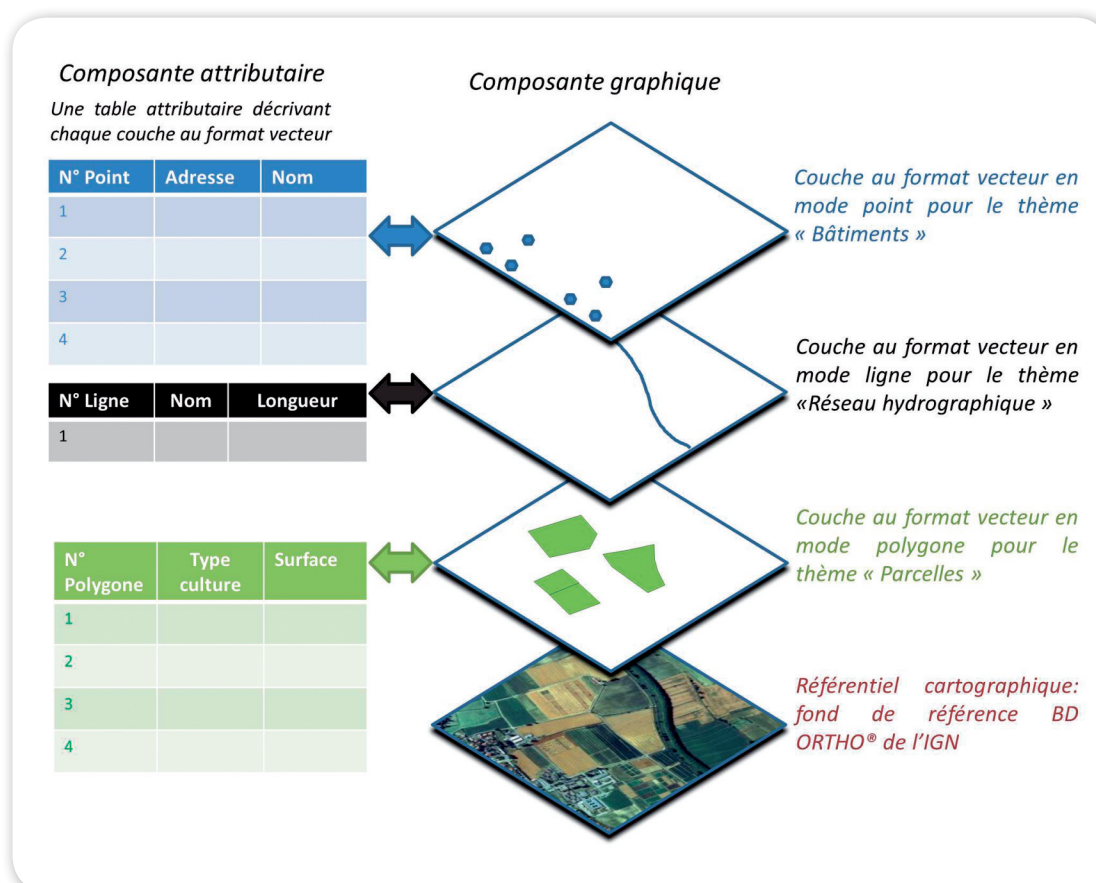 Composante attributaire
Une table attributaire décrivant
chaque couche au format vecteur
Composante graphique
N° Point Adresse Nom
1
2
3
4
Couche au format vecteur en
mode point pour le thème
« Bâtiments »
N° Ligne Nom Longueur
1
Couche au format vecteur en
mode ligne pour le thème
«Réseau hydrographique »
N°
Polygone
Type
culture
Surface
1
2
3
4
Couche au format vecteur en
mode polygone pour le
thème « Parcelles »
Référentiel cartographique:
fond de référence BD
ORTHO® de l'IGN